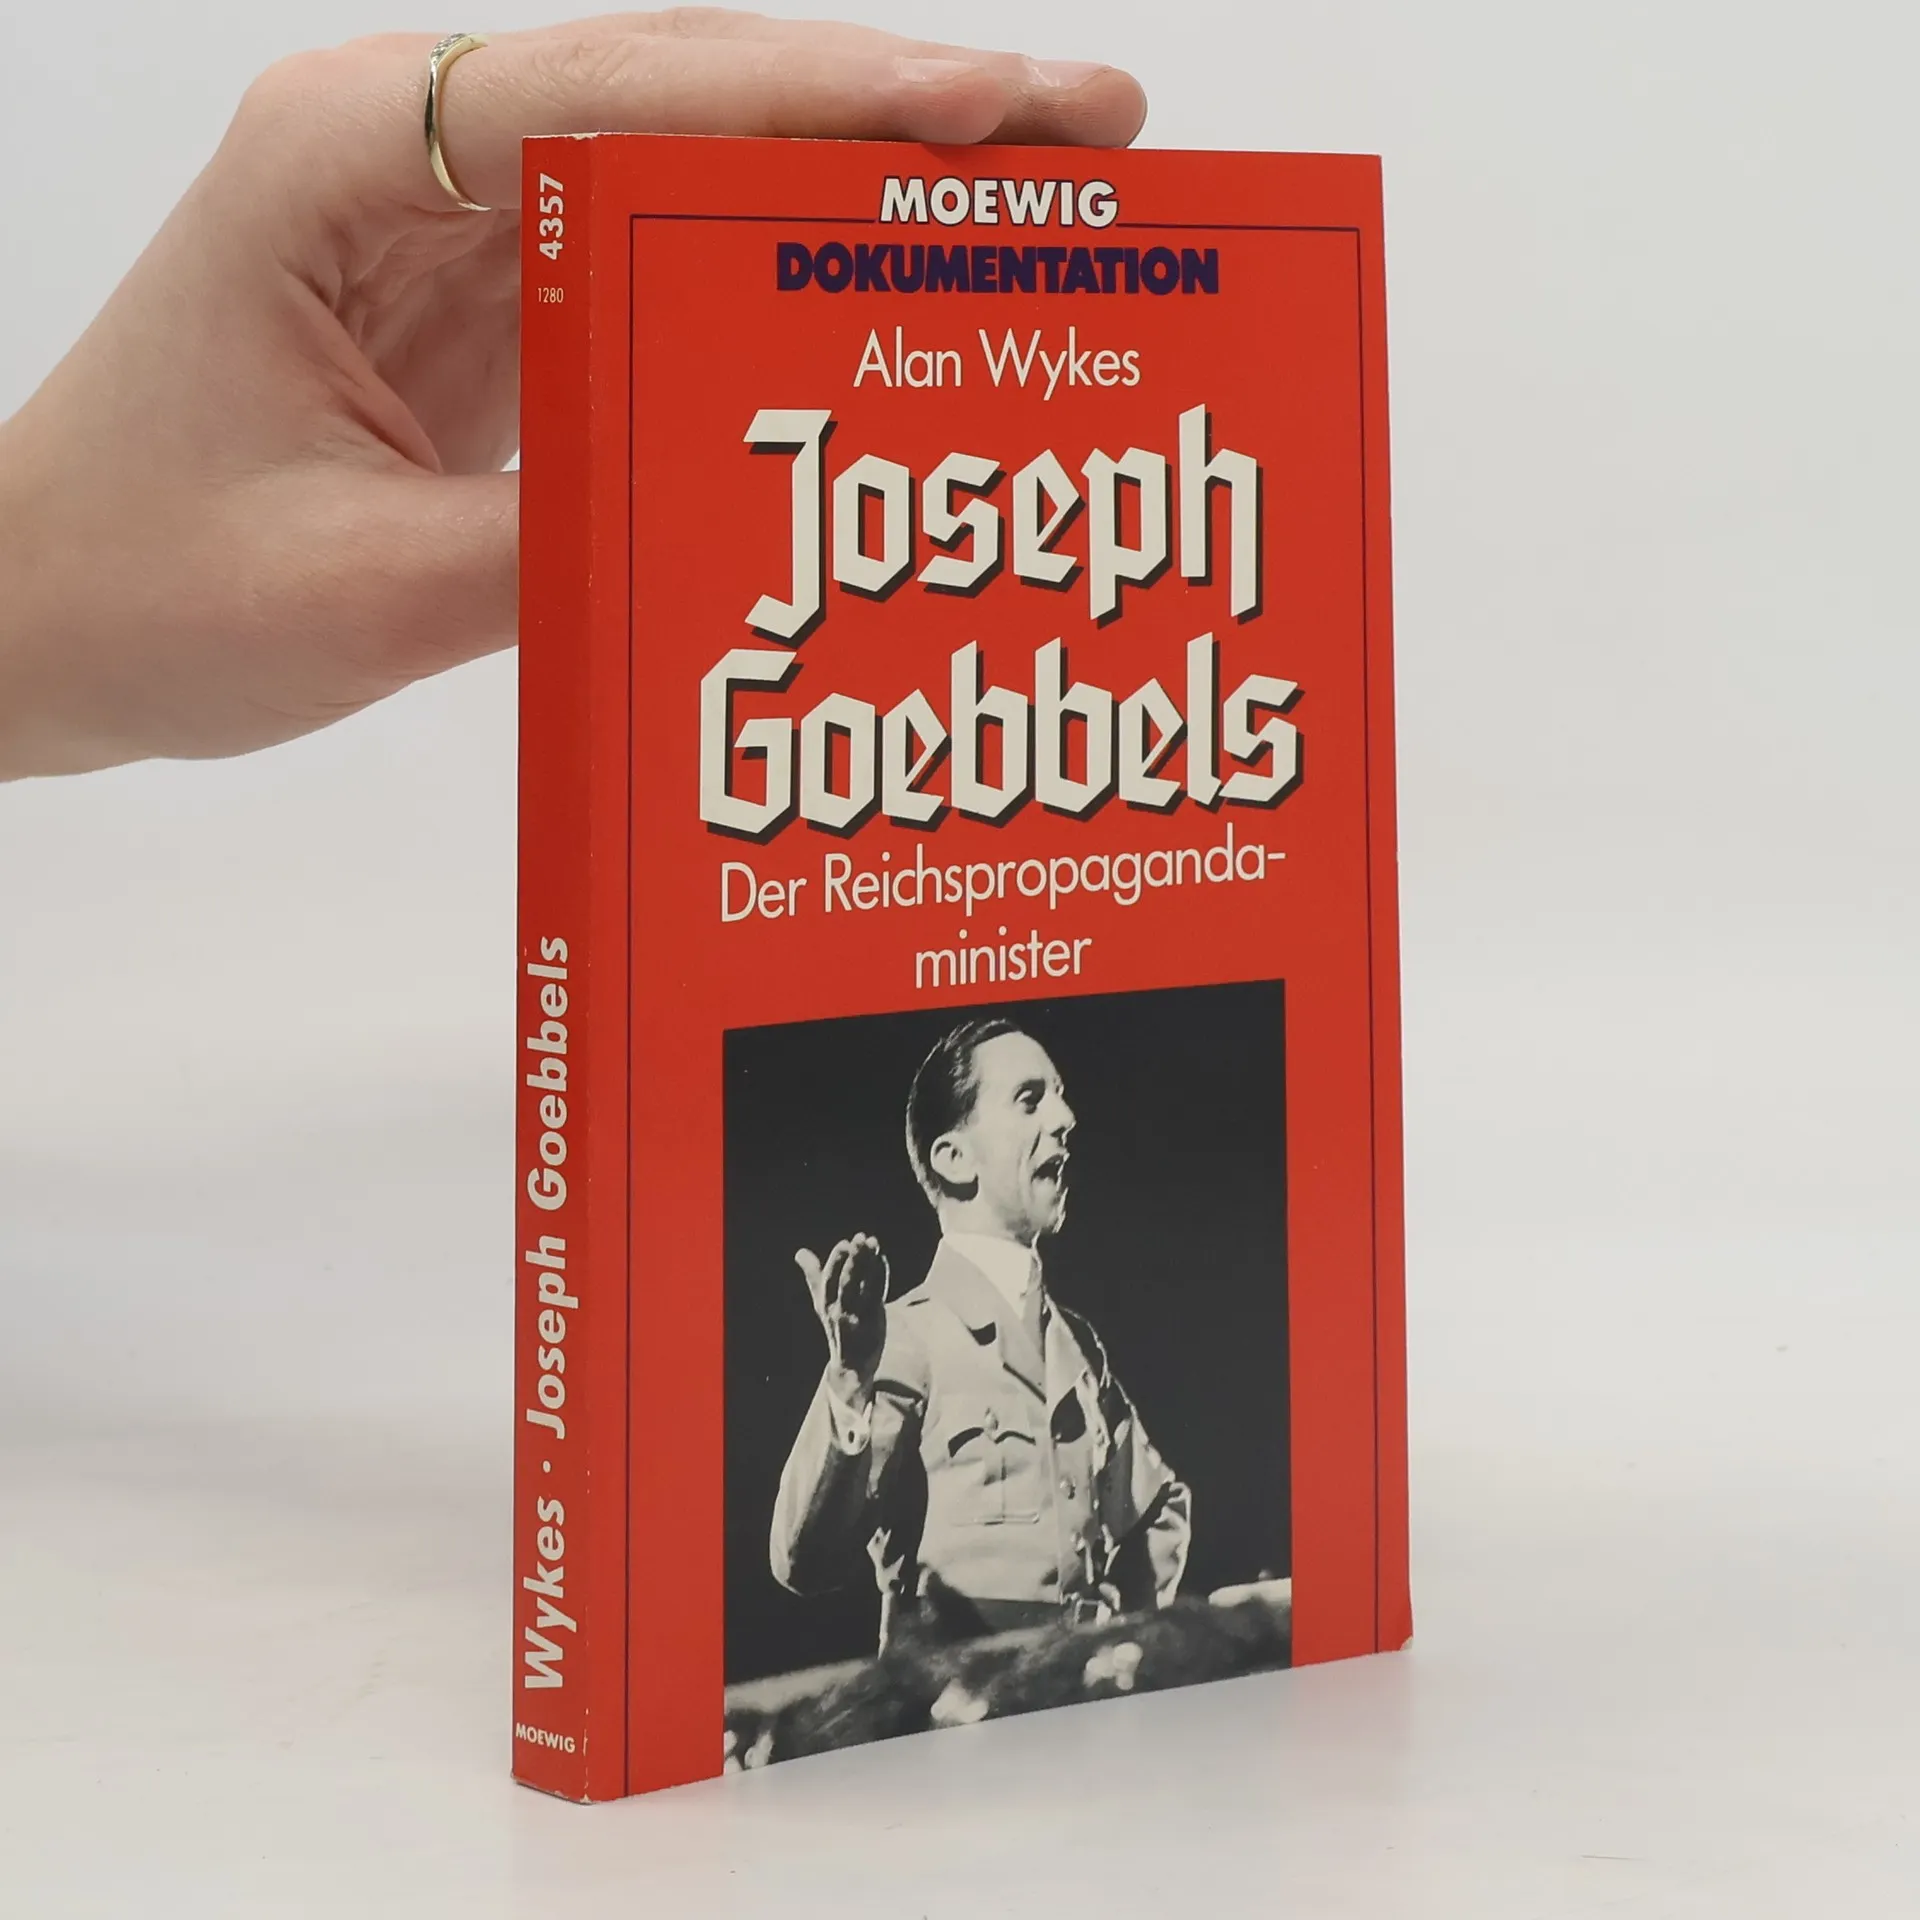 MOEWIG
DOKUMENTATION
Alan Wykes
Joseph
Goebbels
Der Reichspropaganda-
minister
4357
1280
Wykes · Joseph Goebbels
MOEWIG